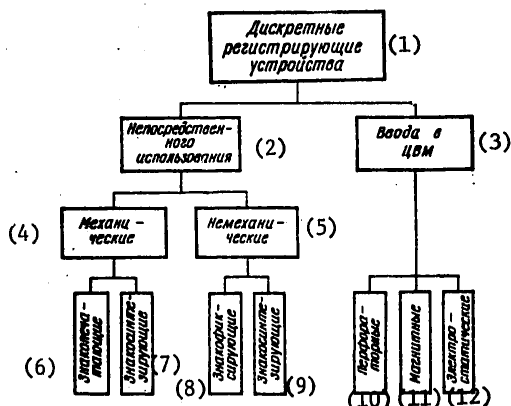 Дискретные
регистрирующие
устройства
(1)
Непосредствен-
ного
использования
(2)
Ввода в
ЦВМ
(3)
(4)
Механи-
ческие
Немехани-
ческие
(5)
(6)
Знакопеча-
тающие
Знакосинте-
зирующие
(7)
(8)
Знакофик-
сирующие
Знакосинте-
зирующие
(9)
Перфора-
торные
Магнитные
Электро-
статические
(10)
(11)
(12)